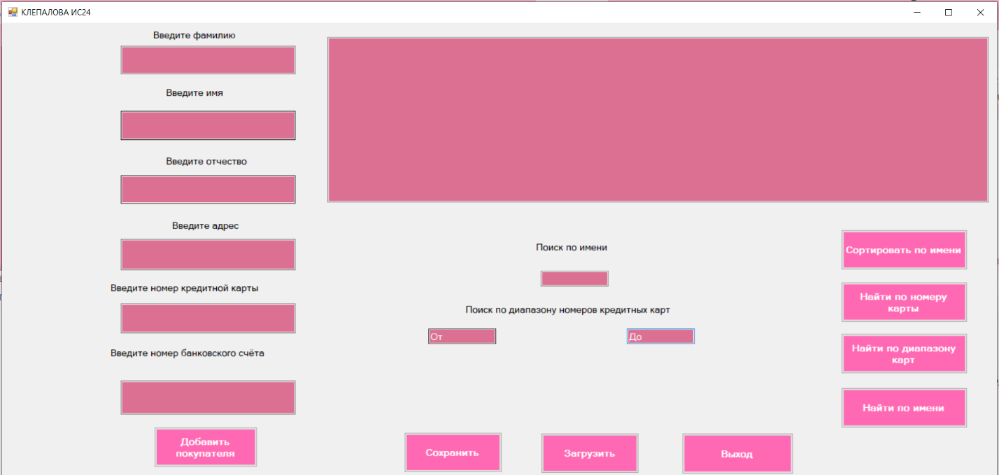 КЛЕПАЛОВА ИС24
Введите фамилию
Введите имя
Введите отчество
Введите адрес
Введите номер кредитной карты
Введите номер банковского счёта
Добавить
покупателя
Поиск по имени
Поиск по диапазону номеров кредитных карт
От
До
Сохранить
Загрузить
Выход
Сортировать по имени
Найти по номеру
карты
Найти по диапазону
карт
Найти по имени